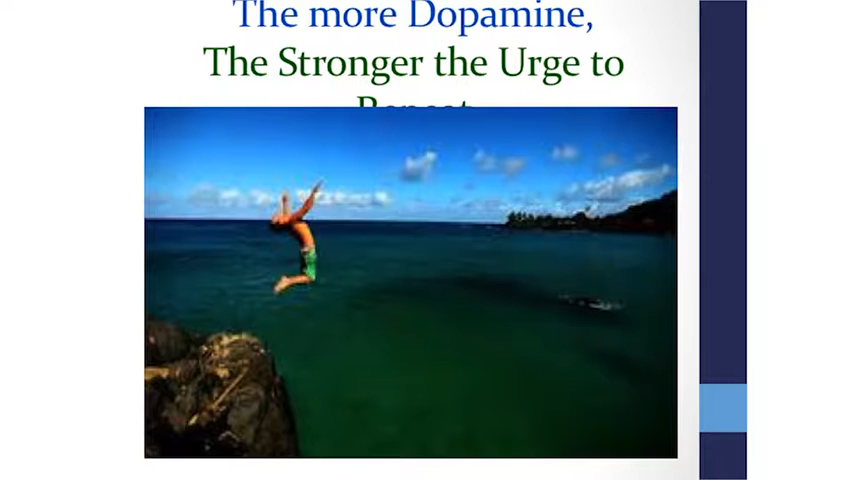 The more Dopamine,
The Stronger the Urge to
Repeat